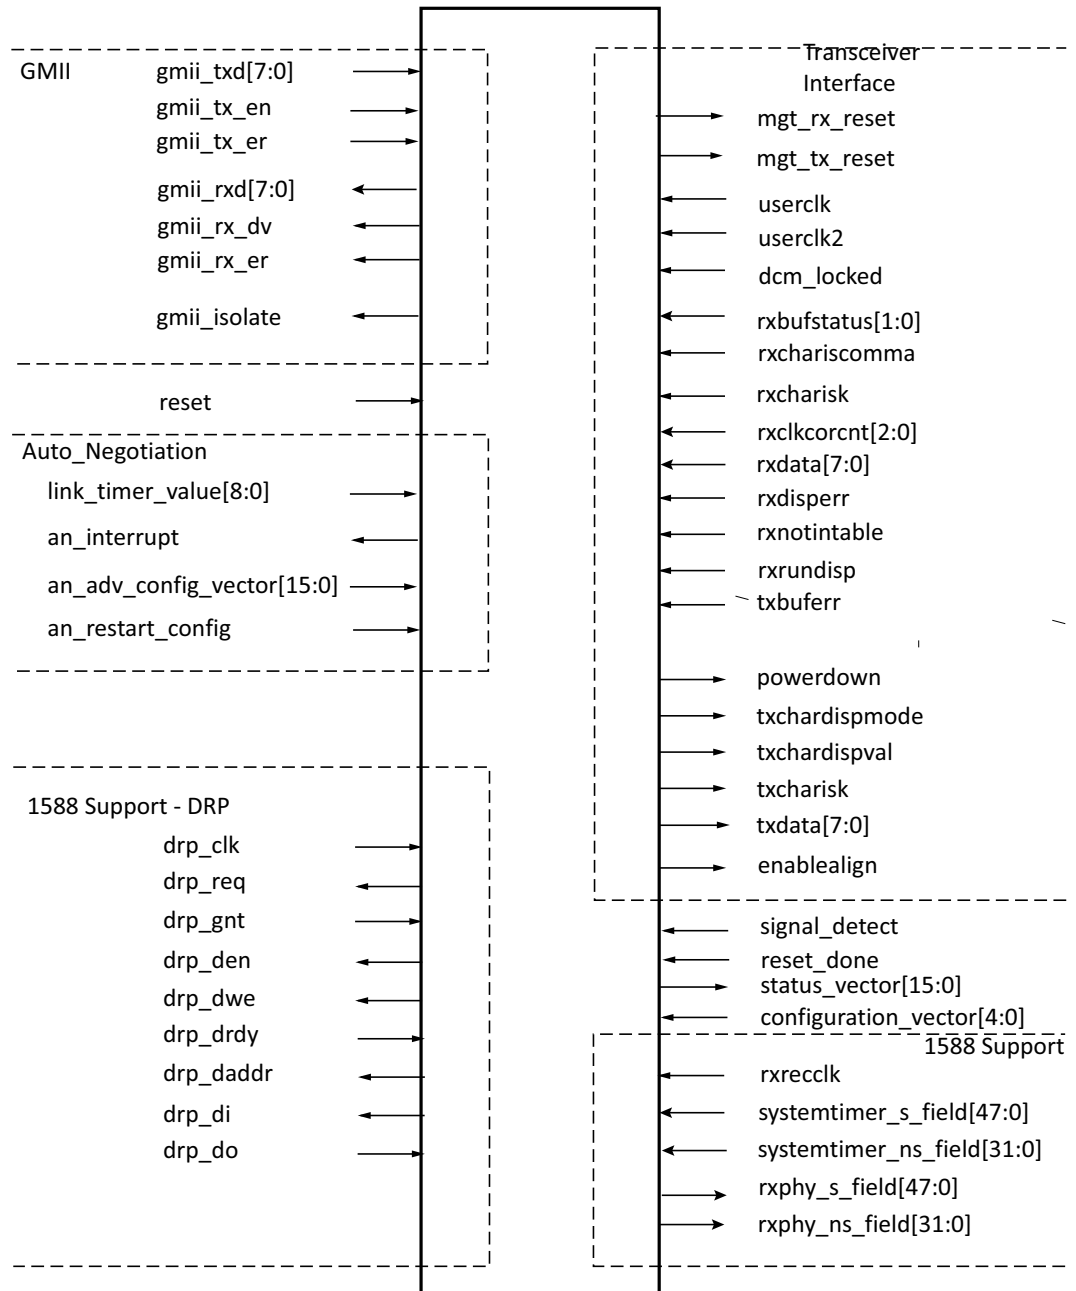 GMII
gmii_txd[7:0]
gmii_tx_en
gmii_tx_er
gmii_rxd[7:0]
gmii_rx_dv
gmii_rx_er
gmii_isolate
reset
Auto_Negotiation
link_timer_value[8:0]
an_interrupt
an_adv_config_vector[15:0]
an_restart_config
1588 Support - DRP
drp_clk
drp_req
drp_gnt
drp_den
drp_dwe
drp_drdy
drp_daddr
drp_di
drp_do
Transceiver
Interface
mgt_rx_reset
mgt_tx_reset
userclk
userclk2
dcm_locked
rxbufstatus[1:0]
rxchariscomma
rxcharisk
rxclkcorcnt[2:0]
rxdata[7:0]
rxdisperr
rxnotintable
rxrundisp
txbuferr
powerdown
txchardispmode
txchardispval
txcharisk
txdata[7:0]
enablealign
signal_detect
reset_done
status_vector[15:0]
configuration_vector[4:0]
1588 Support
rxrecclk
systemtimer_s_field[47:0]
systemtimer_ns_field[31:0]
rxphy_s_field[47:0]
rxphy_ns_field[31:0]